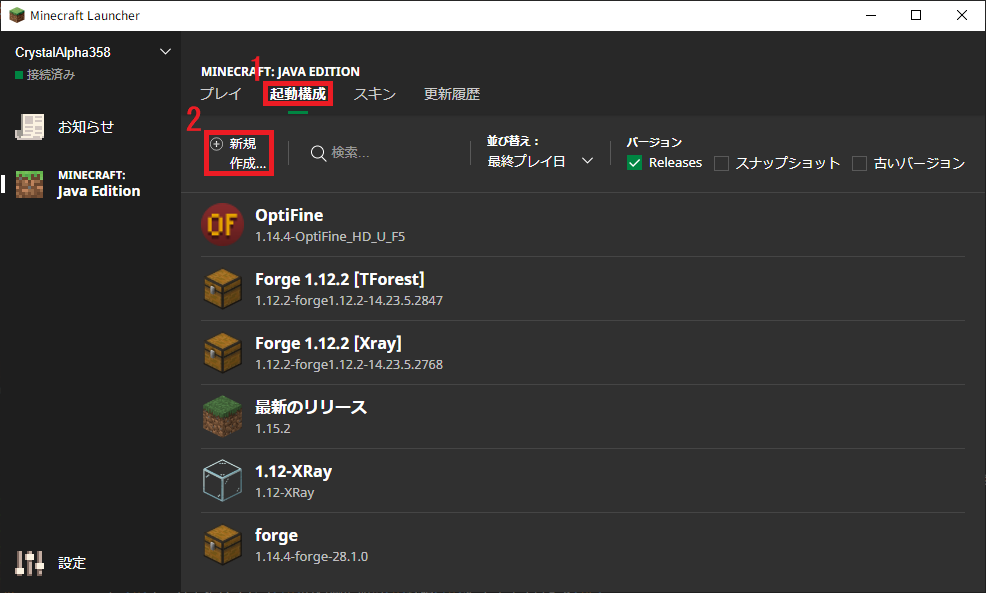 Minecraft Launcher
CrystalAlpha358
接続済み
お知らせ
MINECRAFT:
Java Edition
設定
MINECRAFT: JAVA EDITION
1
プレイ 起動構成 スキン 更新履歴
2
新規
作成...
検索...
並び替え：
最終プレイ日
バージョン
Releases スナップショット 古いバージョン
OF
OptiFine
1.14.4-OptiFine_HD_U_F5
Forge 1.12.2 [TForest]
1.12.2-forge1.12.2-14.23.5.2847
Forge 1.12.2 [Xray]
1.12.2-forge1.12.2-14.23.5.2768
最新のリリース
1.15.2
1.12-XRay
1.12-XRay
forge
1.14.4-forge-28.1.0